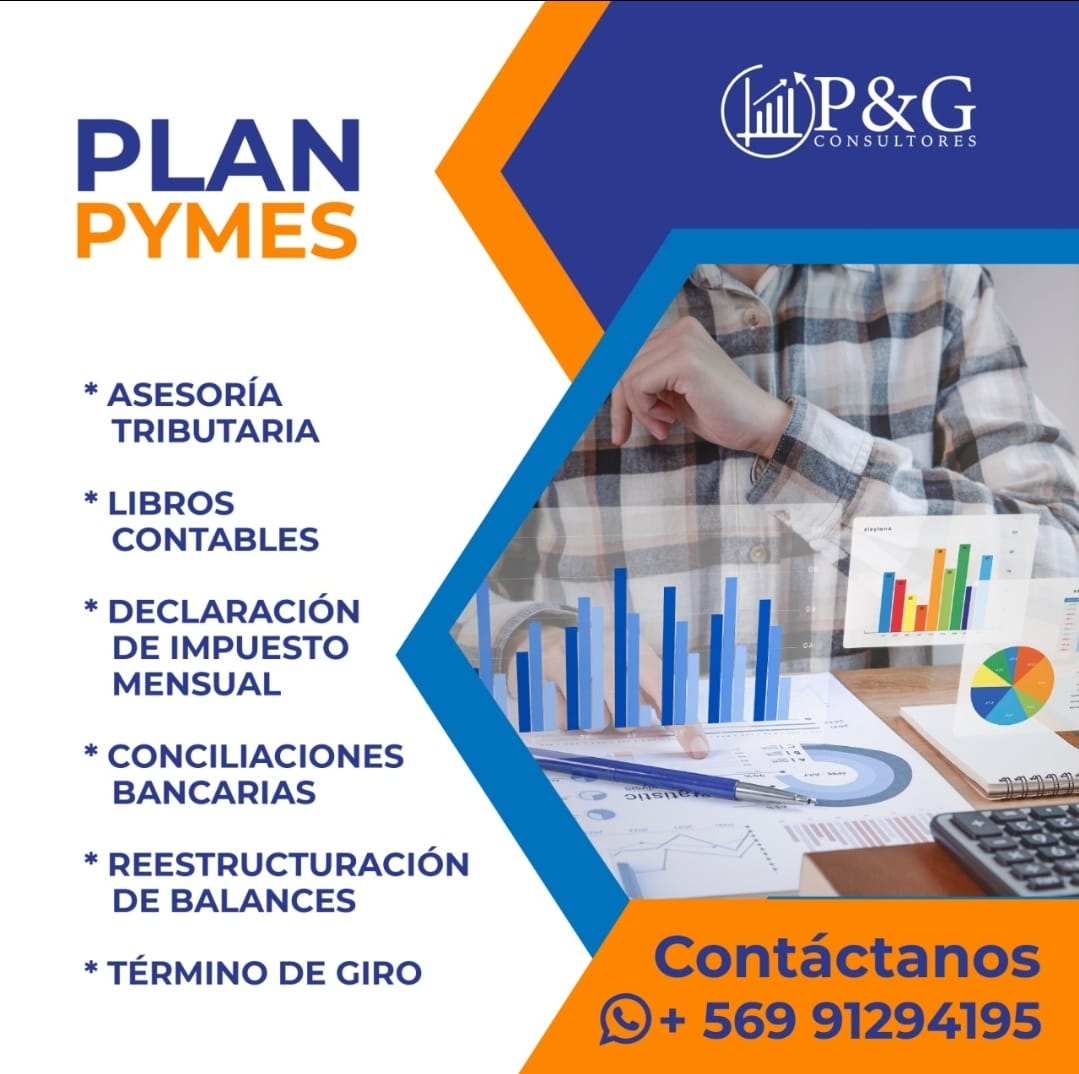 PLAN
PYMES
P&G
CONSULTORES
* ASESORÍA
TRIBUTARIA
* LIBROS
CONTABLES
* DECLARACIÓN
DE IMPUESTO
MENSUAL
* CONCILIACIONES
BANCARIAS
* REESTRUCTURACIÓN
DE BALANCES
* TÉRMINO DE GIRO
Statistic
Contáctanos
+ 569 91294195